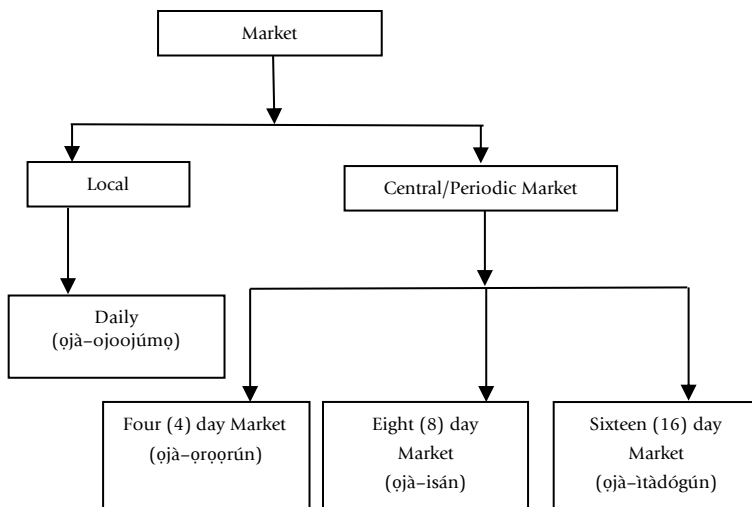 Market
Local
Central/Periodic Market
Daily
(ọjà–ojoojúmọ)
Four (4) day Market
(ọjà–ọrọọrún)
Eight (8) day
Market
(ọjà–isán)
Sixteen (16) day
Market
(ọjà–ìtàdógún)